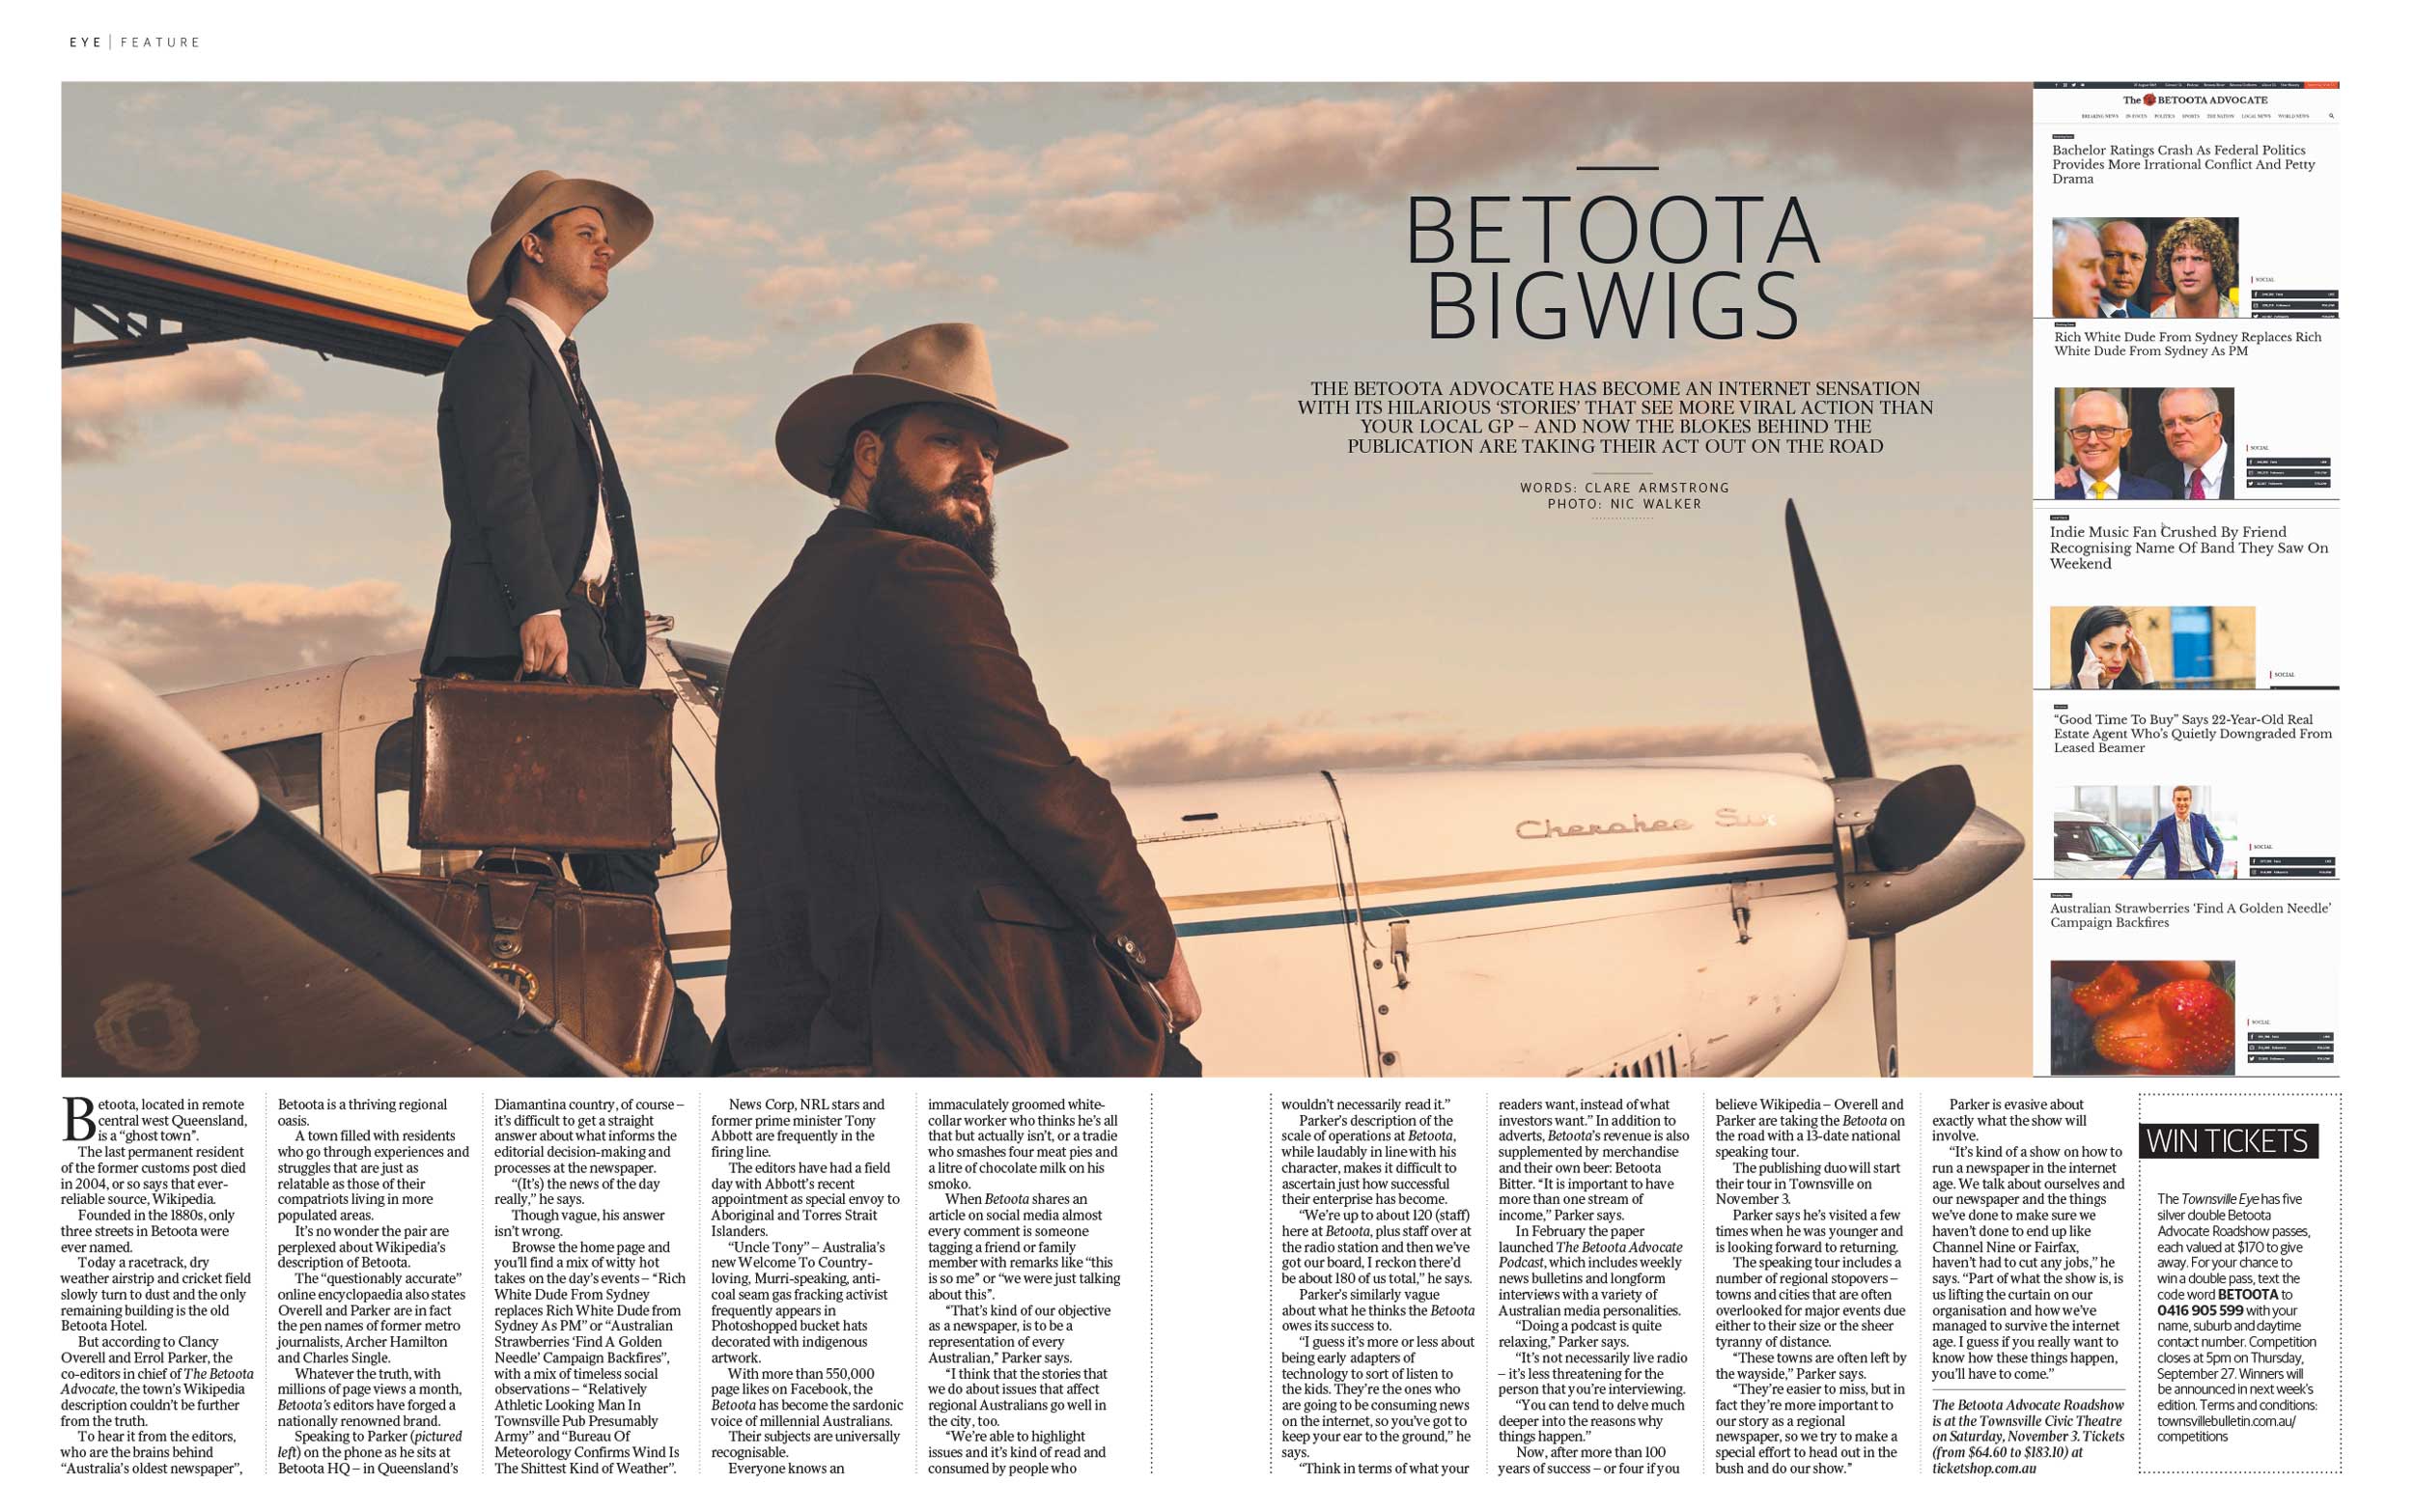 EYE | FEATURE
BETOOTA
BIGWIGS
THE BETOOTA ADVOCATE HAS BECOME AN INTERNET SENSATION
WITH ITS HILARIOUS ‘STORIES’ THAT SEE MORE VIRAL ACTION THAN
YOUR LOCAL GP – AND NOW THE BLOKES BEHIND THE
PUBLICATION ARE TAKING THEIR ACT OUT ON THE ROAD
WORDS: CLARE ARMSTRONG
PHOTO: NIC WALKER
Cherokee Six
The BETOOTA ADVOCATE
BREAKING NEWS IN FOCUS POLITICS SPORTS THE NATION LOCAL NEWS WORLD NEWS
Bachelor Ratings Crash As Federal Politics
Provides More Irrational Conflict And Petty
Drama
SOCIAL
Rich White Dude From Sydney Replaces Rich
White Dude From Sydney As PM
SOCIAL
Indie Music Fan Crushed By Friend
Recognising Name Of Band They Saw On
Weekend
SOCIAL
“Good Time To Buy” Says 22-Year-Old Real
Estate Agent Who’s Quietly Downgraded From
Leased Beamer
SOCIAL
Australian Strawberries ‘Find A Golden Needle’
Campaign Backfires
SOCIAL
Betoota, located in remote
central west Queensland,
is a “ghost town”.
The last permanent resident
of the former customs post died
in 2004, or so says that ever-
reliable source, Wikipedia.
Founded in the 1880s, only
three streets in Betoota were
ever named.
Today a racetrack, dry
weather airstrip and cricket field
slowly turn to dust and the only
remaining building is the old
Betoota Hotel.
But according to Clancy
Overell and Errol Parker, the
co-editors in chief of The Betoota
Advocate, the town’s Wikipedia
description couldn’t be further
from the truth.
To hear it from the editors,
who are the brains behind
“Australia’s oldest newspaper”,
Betoota is a thriving regional
oasis.
A town filled with residents
who go through experiences and
struggles that are just as
relatable as those of their
compatriots living in more
populated areas.
It’s no wonder the pair are
perplexed about Wikipedia’s
description of Betoota.
The “questionably accurate”
online encyclopaedia also states
Overell and Parker are in fact
the pen names of former metro
journalists, Archer Hamilton
and Charles Single.
Whatever the truth, with
millions of page views a month,
Betoota’s editors have forged a
nationally renowned brand.
Speaking to Parker (pictured
left) on the phone as he sits at
Betoota HQ – in Queensland’s
Diamantina country, of course –
it’s difficult to get a straight
answer about what informs the
editorial decision-making and
processes at the newspaper.
“(It’s) the news of the day
really,” he says.
Though vague, his answer
isn’t wrong.
Browse the home page and
you’ll find a mix of witty hot
takes on the day’s events – “Rich
White Dude From Sydney
replaces Rich White Dude from
Sydney As PM” or “Australian
Strawberries ‘Find A Golden
Needle’ Campaign Backfires”,
with a mix of timeless social
observations – “Relatively
Athletic Looking Man In
Townsville Pub Presumably
Army” and “Bureau Of
Meteorology Confirms Wind Is
The Shittest Kind of Weather”.
News Corp, NRL stars and
former prime minister Tony
Abbott are frequently in the
firing line.
The editors have had a field
day with Abbott’s recent
appointment as special envoy to
Aboriginal and Torres Strait
Islanders.
“Uncle Tony” – Australia’s
new Welcome To Country-
loving, Murri-speaking, anti-
coal seam gas fracking activist
frequently appears in
Photoshopped bucket hats
decorated with indigenous
artwork.
With more than 550,000
page likes on Facebook, the
Betoota has become the sardonic
voice of millennial Australians.
Their subjects are universally
recognisable.
Everyone knows an
immaculately groomed white-
collar worker who thinks he’s all
that but actually isn’t, or a tradie
who smashes four meat pies and
a litre of chocolate milk on his
smoko.
When Betoota shares an
article on social media almost
every comment is someone
tagging a friend or family
member with remarks like “this
is so me” or “we were just talking
about this”.
“That’s kind of our objective
as a newspaper, is to be a
representation of every
Australian,” Parker says.
“I think that the stories that
we do about issues that affect
regional Australians go well in
the city, too.
“We’re able to highlight
issues and it’s kind of read and
consumed by people who
wouldn’t necessarily read it.”
Parker’s description of the
scale of operations at Betoota,
while laudably in line with his
character, makes it difficult to
ascertain just how successful
their enterprise has become.
“We’re up to about 120 (staff)
here at Betoota, plus staff over at
the radio station and then we’ve
got our board, I reckon there’d
be about 180 of us total,” he says.
Parker’s similarly vague
about what he thinks the Betoota
owes its success to.
“I guess it’s more or less about
being early adapters of
technology to sort of listen to
the kids. They’re the ones who
are going to be consuming news
on the internet, so you’ve got to
keep your ear to the ground,” he
says.
“Think in terms of what your
readers want, instead of what
investors want.” In addition to
adverts, Betoota’s revenue is also
supplemented by merchandise
and their own beer: Betoota
Bitter. “It is important to have
more than one stream of
income,” Parker says.
In February the paper
launched The Betoota Advocate
Podcast, which includes weekly
news bulletins and longform
interviews with a variety of
Australian media personalities.
“Doing a podcast is quite
relaxing,” Parker says.
“It’s not necessarily live radio
– it’s less threatening for the
person that you’re interviewing.
“You can tend to delve much
deeper into the reasons why
things happen.”
Now, after more than 100
years of success – or four if you
believe Wikipedia – Overell and
Parker are taking the Betoota on
the road with a 13-date national
speaking tour.
The publishing duo will start
their tour in Townsville on
November 3.
Parker says he’s visited a few
times when he was younger and
is looking forward to returning.
The speaking tour includes a
number of regional stopovers –
towns and cities that are often
overlooked for major events due
either to their size or the sheer
tyranny of distance.
“These towns are often left by
the wayside,” Parker says.
“They’re easier to miss, but in
fact they’re more important to
our story as a regional
newspaper, so we try to make a
special effort to head out in the
bush and do our show.”
Parker is evasive about
exactly what the show will
involve.
“It’s kind of a show on how to
run a newspaper in the internet
age. We talk about ourselves and
our newspaper and the things
we’ve done to make sure we
haven’t done to end up like
Channel Nine or Fairfax,
haven’t had to cut any jobs,” he
says. “Part of what the show is, is
us lifting the curtain on our
organisation and how we’ve
managed to survive the internet
age. I guess if you really want to
know how these things happen,
you’ll have to come.”
The Betoota Advocate Roadshow
is at the Townsville Civic Theatre
on Saturday, November 3. Tickets
(from $64.60 to $183.10) at
ticketshop.com.au
WIN TICKETS
The Townsville Eye has five
silver double Betoota
Advocate Roadshow passes,
each valued at $170 to give
away. For your chance to
win a double pass, text the
code word BETOOTA to
0416 905 599 with your
name, suburb and daytime
contact number. Competition
closes at 5pm on Thursday,
September 27. Winners will
be announced in next week’s
edition. Terms and conditions:
townsvillebulletin.com.au/
competitions